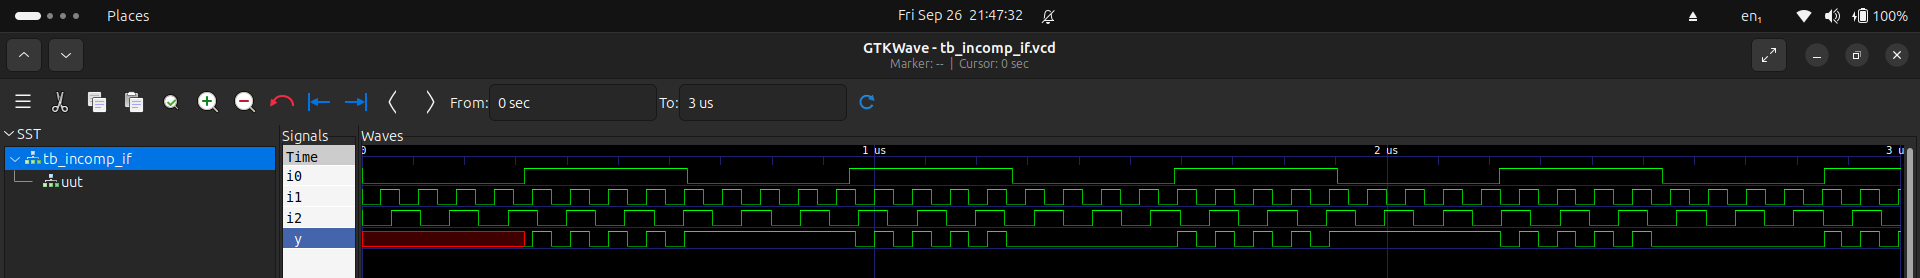 Places
Fri Sep 26 21:47:32
en₁
100%
GTKWave - tb_incomp_if.vcd
Marker: -- | Cursor: 0 sec
From: 0 sec To: 3 us
SST
tb_incomp_if
uut
Signals
Time
i0
i1
i2
y
Waves
0 1 us 2 us 3 u